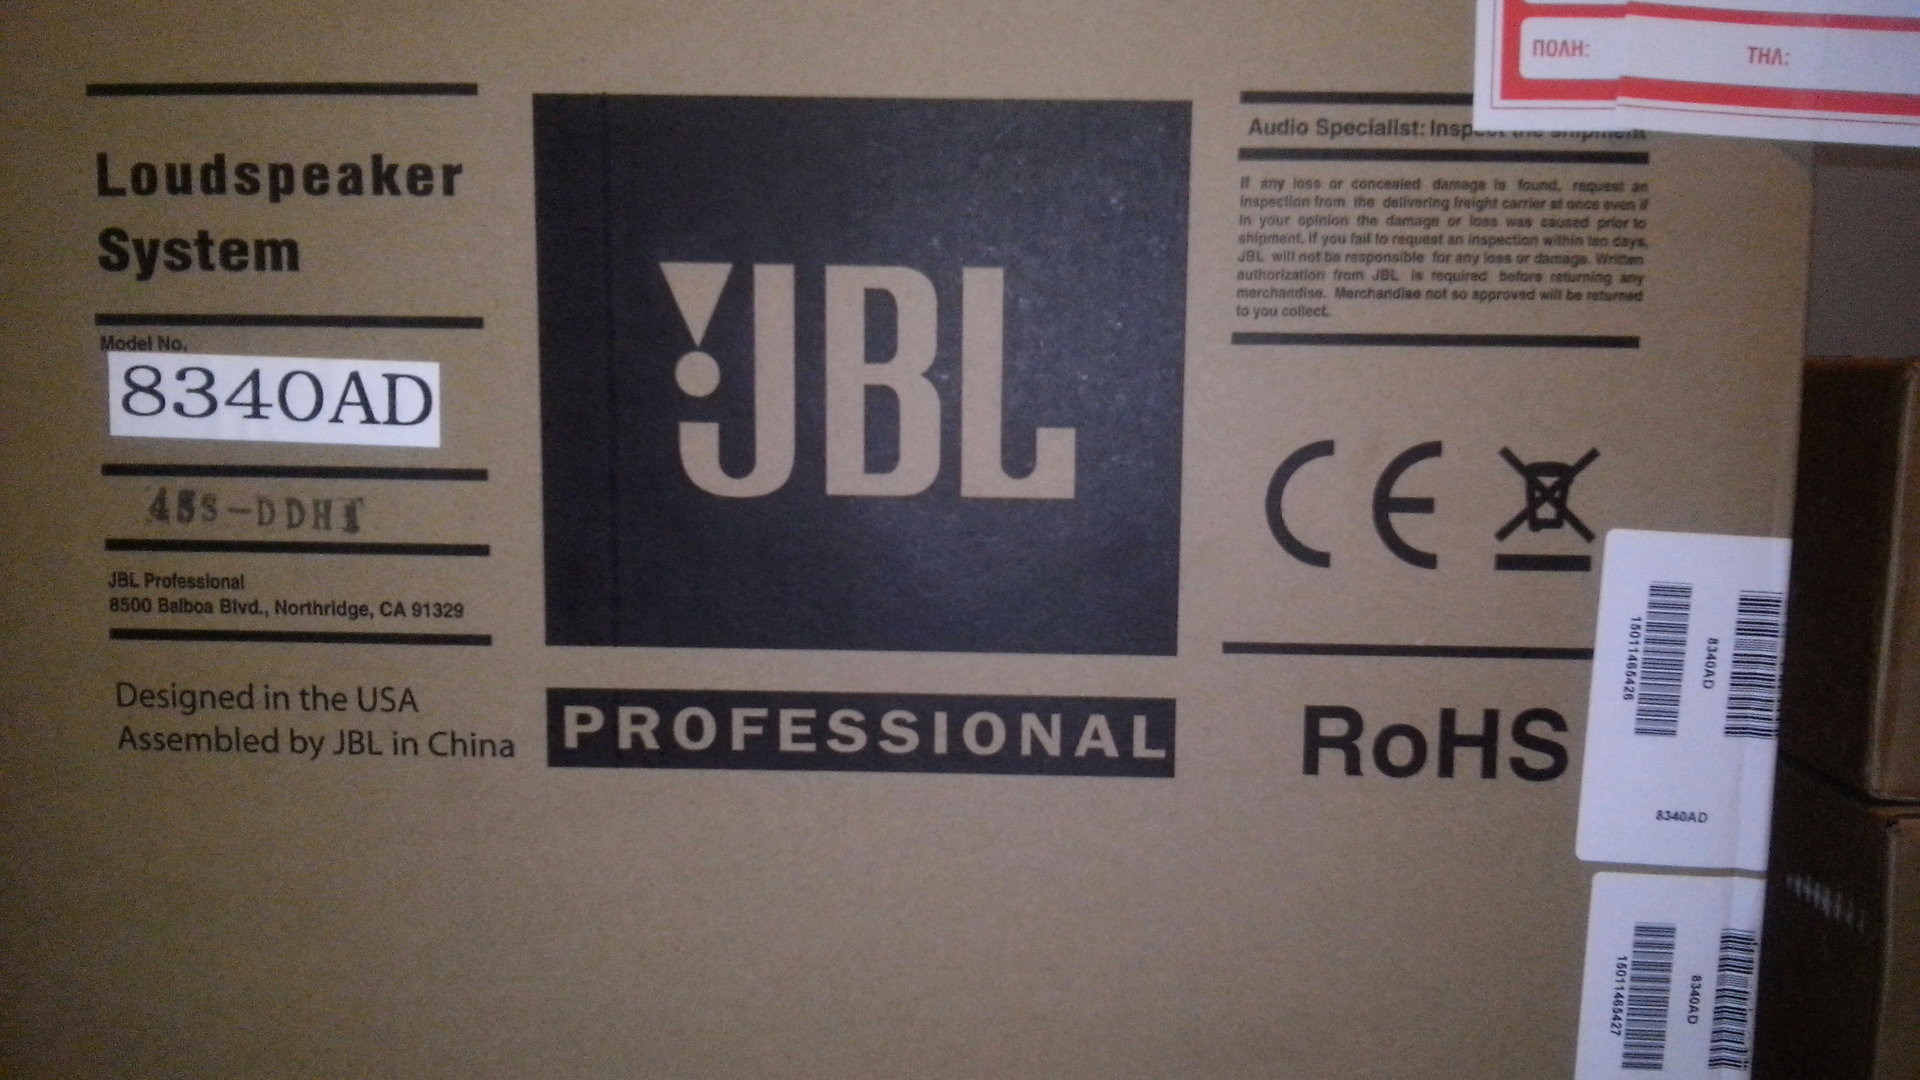 Loudspeaker
System
Model No.
8340AD
JBL Professional
8500 Balboa Blvd., Northridge, CA 91329
Designed in the USA
Assembled by JBL in China
JBL
PROFESSIONAL
ΠΟΛΗ: ΤΗΛ:
Audio Specialist: Inspect the shipment
If any loss or concealed damage is found, request an
inspection from the delivering freight carrier at once even if
in your opinion the damage or loss was caused prior to
shipment. If you fail to request an inspection within ten days,
JBL will not be responsible for any loss or damage. Written
authorization from JBL is required before returning any
merchandise. Merchandise not so approved will be returned
to you collect.
CE
RoHS
15011465426
8340AD
8340AD
15011465427
8340AD